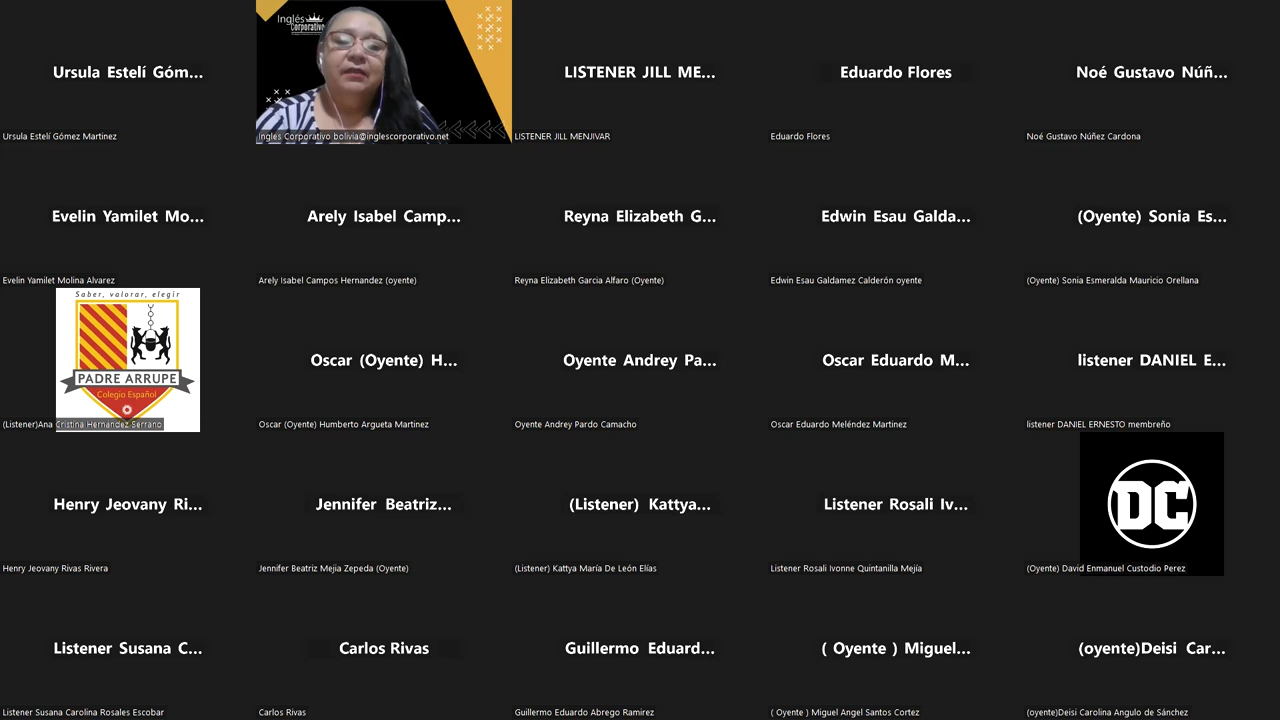 Ursula Estelí Góm...
Inglés
Corporativo
LISTENER JILL ME...
Eduardo Flores
Noé Gustavo Núñ...
Ursula Estelí Gómez Martinez
Inglés Corporativo bolivia@inglescorporativo.net
LISTENER JILL MENJIVAR
Eduardo Flores
Noé Gustavo Núñez Cardona
Evelin Yamilet Mo...
Arely Isabel Camp...
Reyna Elizabeth G...
Edwin Esau Galda...
(Oyente) Sonia Es...
Evelin Yamilet Molina Alvarez
Arely Isabel Campos Hernandez (oyente)
Reyna Elizabeth Garcia Alfaro (Oyente)
Edwin Esau Galdamez Calderón oyente
(Oyente) Sonia Esmeralda Mauricio Orellana
Saber, valorar, elegir
PADRE ARRUPE
Colegio Español
Oscar (Oyente) H...
Oyente Andrey Pa...
Oscar Eduardo M...
listener DANIEL E...
(Listener)Ana Cristina Hernández Serrano
Oscar (Oyente) Humberto Argueta Martinez
Oyente Andrey Pardo Camacho
Oscar Eduardo Meléndez Martinez
listener DANIEL ERNESTO membreño
Henry Jeovany Ri...
Jennifer Beatriz...
(Listener) Kattya...
Listener Rosali Iv...
DC
Henry Jeovany Rivas Rivera
Jennifer Beatriz Mejia Zepeda (Oyente)
(Listener) Kattya María De León Elías
Listener Rosali Ivonne Quintanilla Mejía
(Oyente) David Enmanuel Custodio Perez
Listener Susana C...
Carlos Rivas
Guillermo Eduard...
( Oyente ) Miguel...
(oyente)Deisi Car...
Listener Susana Carolina Rosales Escobar
Carlos Rivas
Guillermo Eduardo Abrego Ramirez
( Oyente ) Miguel Angel Santos Cortez
(oyente)Deisi Carolina Angulo de Sánchez